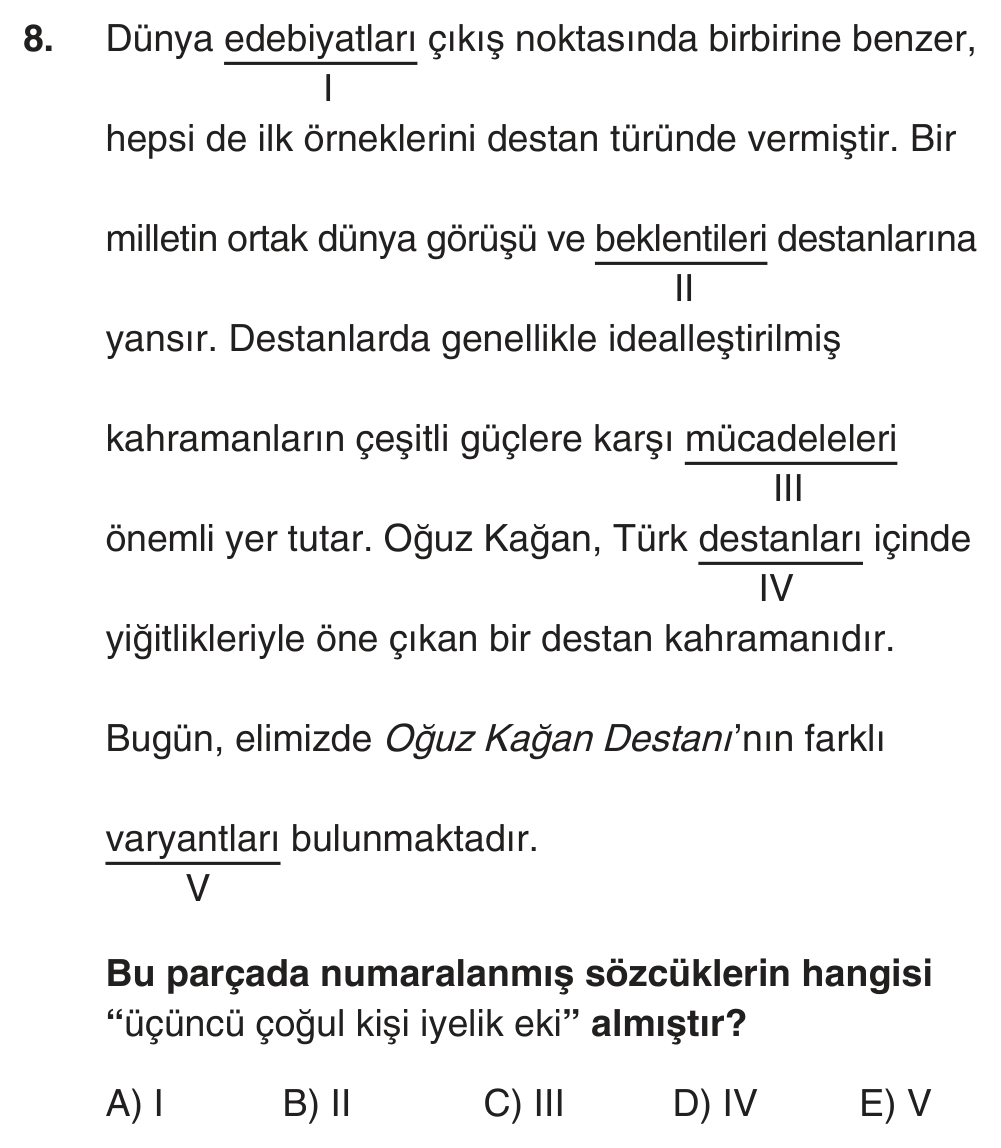 8. Dünya edebiyatları çıkış noktasında birbirine benzer,
I
hepsi de ilk örneklerini destan türünde vermiştir. Bir
milletin ortak dünya görüşü ve beklentileri destanlarına
II
yansır. Destanlarda genellikle idealleştirilmiş
kahramanların çeşitli güçlere karşı mücadeleleri
III
önemli yer tutar. Oğuz Kağan, Türk destanları içinde
IV
yiğitlikleriyle öne çıkan bir destan kahramanıdır.
Bugün, elimizde Oğuz Kağan Destanı’nın farklı
varyantları bulunmaktadır.
V
Bu parçada numaralanmış sözcüklerin hangisi
“üçüncü çoğul kişi iyelik eki” almıştır?
A) I B) II C) III D) IV E) V